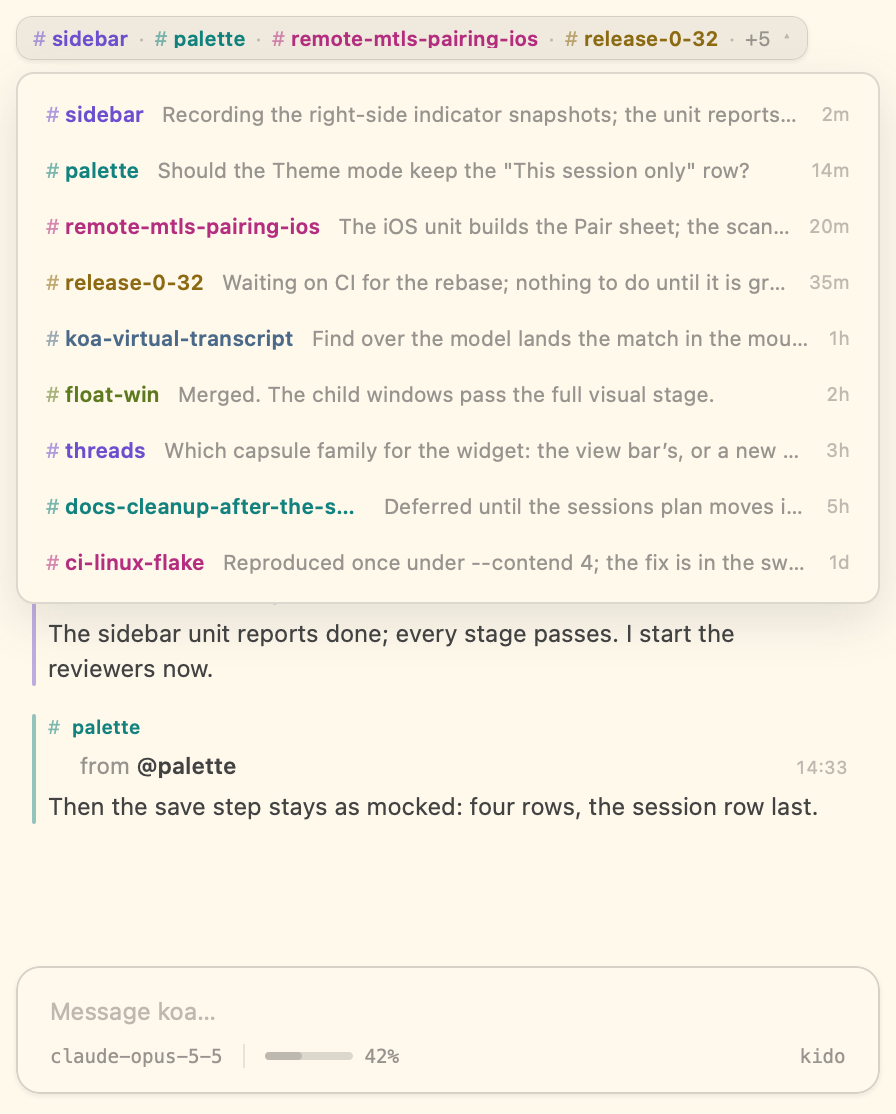 # sidebar · # palette · # remote-mtls-pairing-ios · # release-0-32 · +5
# sidebar Recording the right-side indicator snapshots; the unit reports... 2m
# palette Should the Theme mode keep the "This session only" row? 14m
# remote-mtls-pairing-ios The iOS unit builds the Pair sheet; the scan... 20m
# release-0-32 Waiting on CI for the rebase; nothing to do until it is gr... 35m
# koa-virtual-transcript Find over the model lands the match in the mou... 1h
# float-win Merged. The child windows pass the full visual stage. 2h
# threads Which capsule family for the widget: the view bar’s, or a new ... 3h
# docs-cleanup-after-the-s... Deferred until the sessions plan moves i... 5h
# ci-linux-flake Reproduced once under --contend 4; the fix is in the sw... 1d
The sidebar unit reports done; every stage passes. I start the
reviewers now.
# palette
from @palette 14:33
Then the save step stays as mocked: four rows, the session row last.
Message koa...
claude-opus-5-5 42% kido